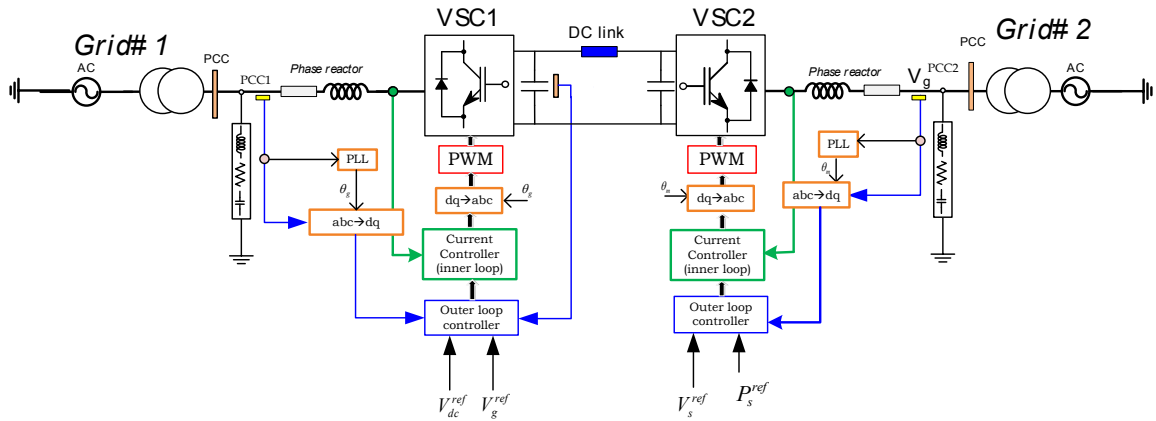 VSC1
VSC2
Grid# 1
DC link
Grid# 2
PCC
PCC
AC
PCC1
Phase reactor
Phase reactor
V_g
PCC2
AC
PLL
PLL
PWM
PWM
θ_g
θ_m
dq→abc
θ_g
θ_m
dq→abc
abc→dq
abc→dq
Current
Controller
(inner loop)
Current
Controller
(inner loop)
Outer loop
controller
Outer loop
controller
V_dc^ref
V_g^ref
V_s^ref
P_s^ref